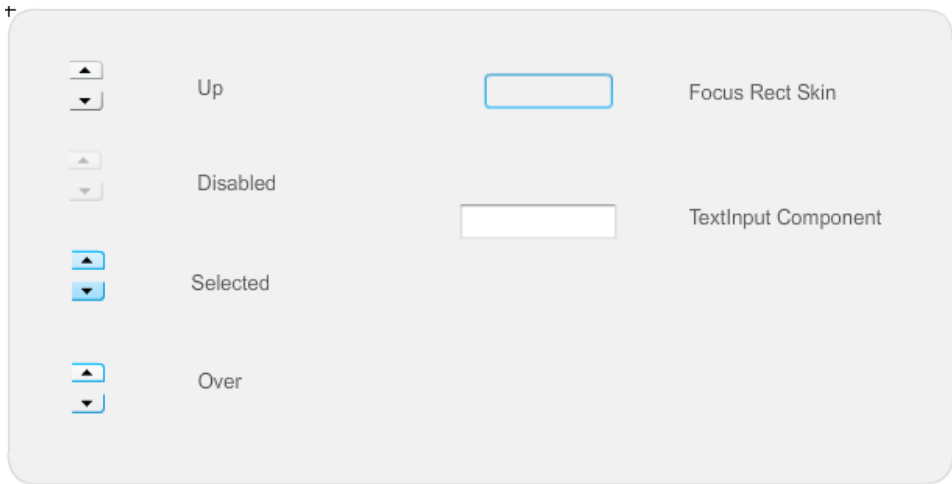 Up
Focus Rect Skin
Disabled
TextInput Component
Selected
Over